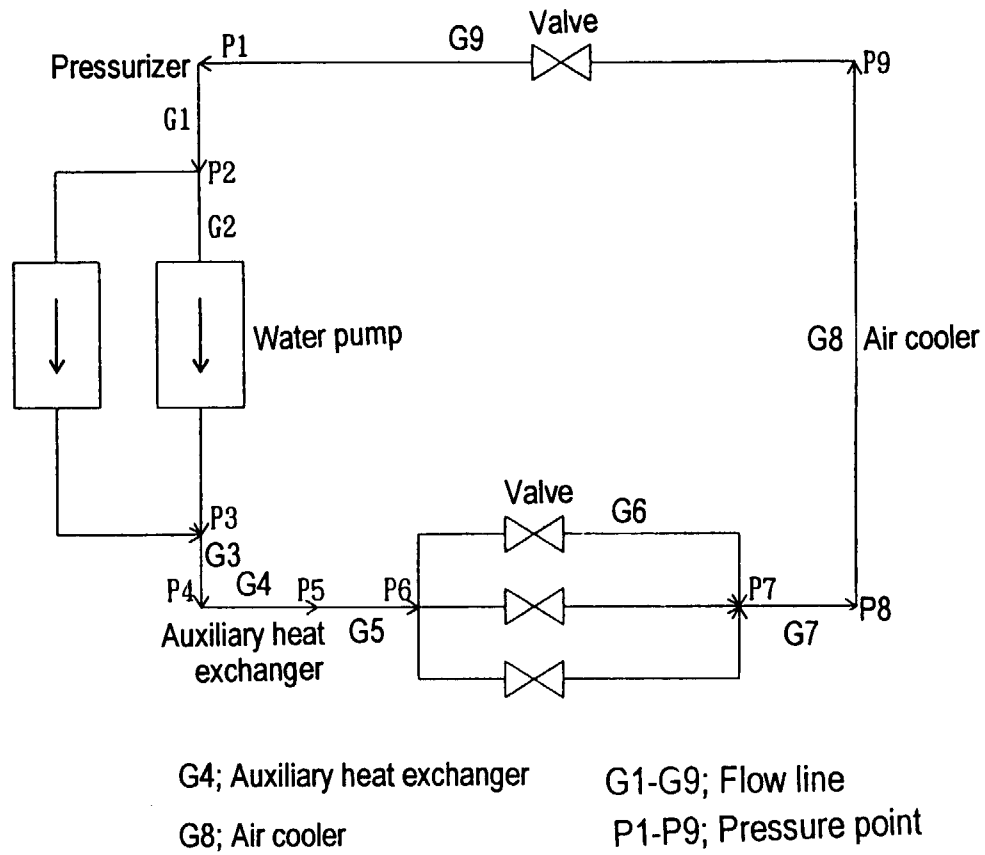 Valve
P1
G9
P9
Pressurizer
G1
P2
G2
Water pump
G8
Air cooler
Valve
G6
P3
G3
P4
G4
P5
P6
P7
P8
G5
G7
Auxiliary heat
exchanger
G4; Auxiliary heat exchanger
G1-G9; Flow line
G8; Air cooler
P1-P9; Pressure point